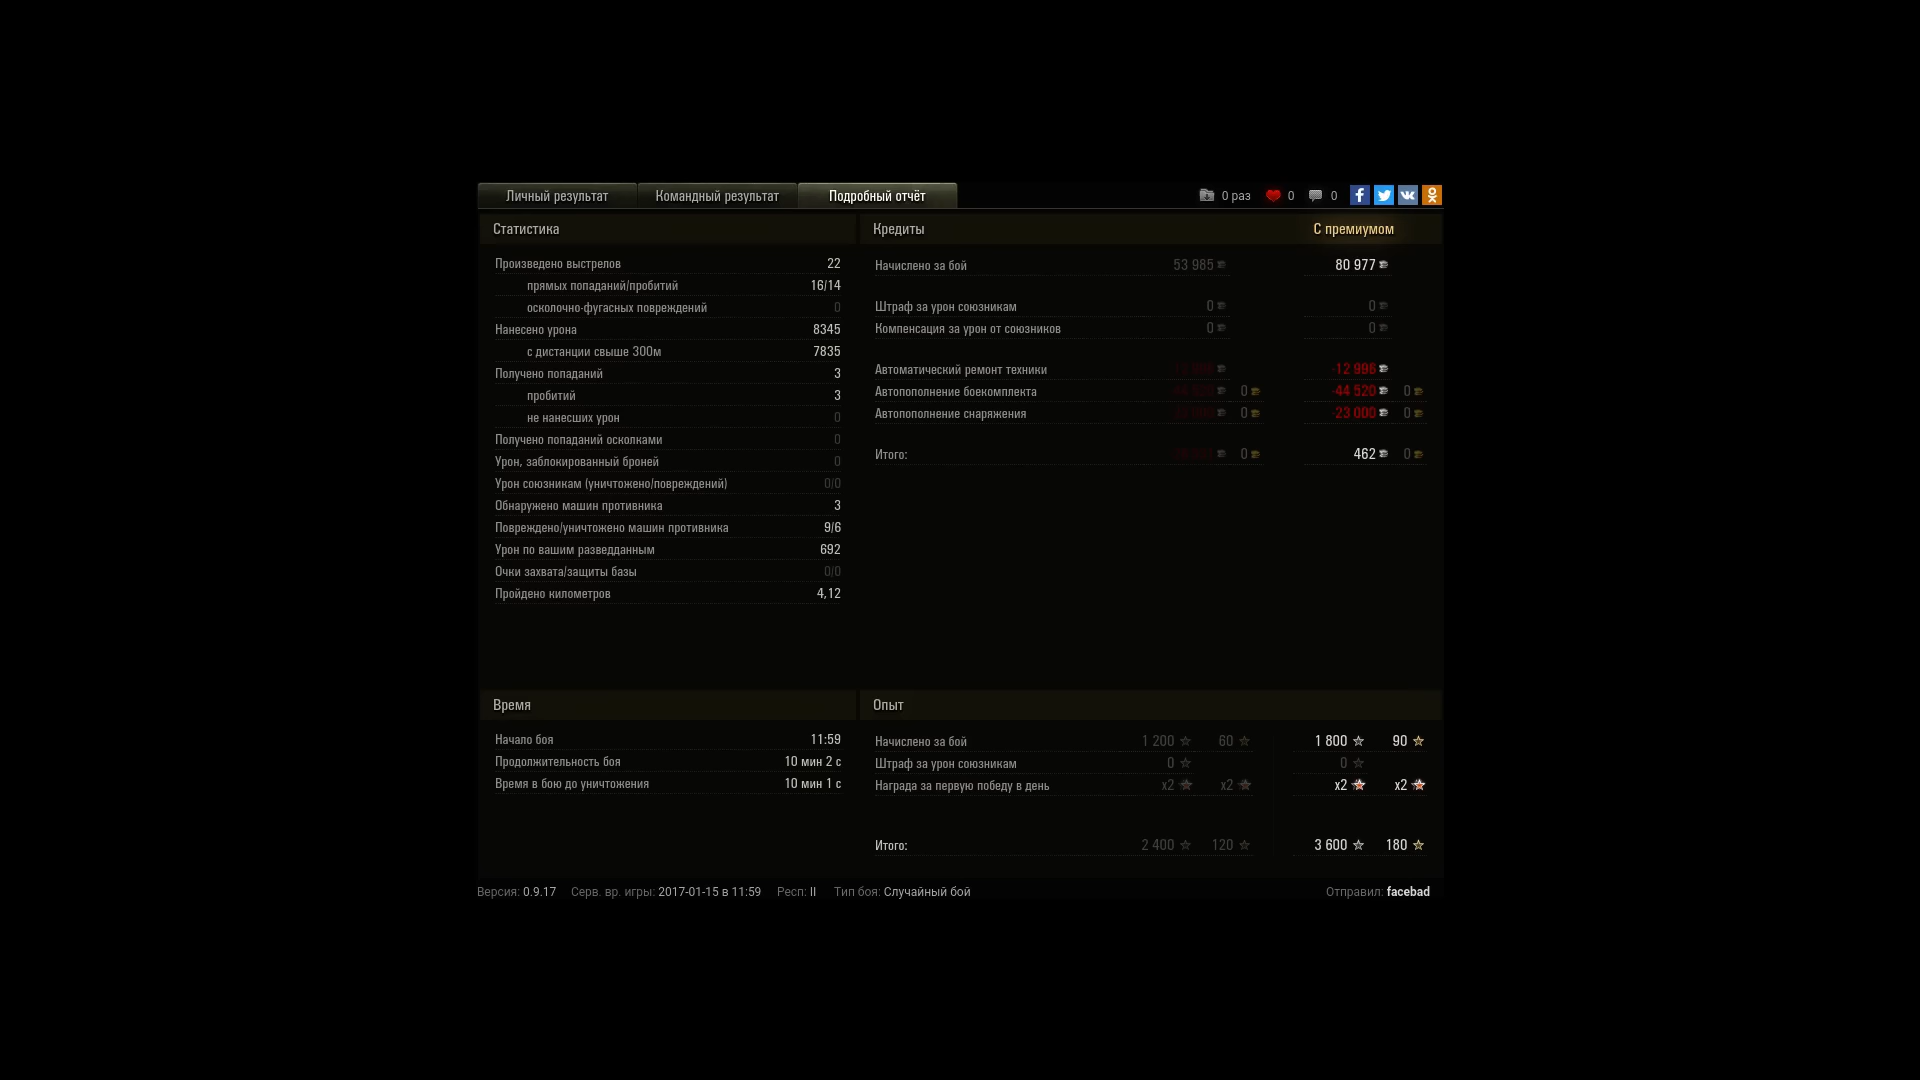 Личный результат Командный результат Подробный отчёт 0 раз 0 0
Статистика
Произведено выстрелов 22
прямых попаданий/пробитий 16/14
осколочно-фугасных повреждений 0
Нанесено урона 8345
с дистанции свыше 300м 7835
Получено попаданий 3
пробитий 3
не нанесших урон 0
Получено попаданий осколками 0
Урон, заблокированный броней 0
Урон союзникам (уничтожено/повреждений) 0/0
Обнаружено машин противника 3
Повреждено/уничтожено машин противника 9/6
Урон по вашим разведданным 692
Очки захвата/защиты базы 0/0
Пройдено километров 4,12
Кредиты С премиумом
Начислено за бой 53 985 80 977
Штраф за урон союзникам 0 0
Компенсация за урон от союзников 0 0
Автоматический ремонт техники -12 996
Автопополнение боекомплекта 0 -44 520 0
Автопополнение снаряжения 0 -23 000 0
Итого: 0 462 0
Время
Начало боя 11:59
Продолжительность боя 10 мин 2 с
Время в бою до уничтожения 10 мин 1 с
Опыт
Начислено за бой 1 200 60 1 800 90
Штраф за урон союзникам 0 0
Награда за первую победу в день x2 x2 x2 x2
Итого: 2 400 120 3 600 180
Версия: 0.9.17 Серв. вр. игры: 2017-01-15 в 11:59 Респ: II Тип боя: Случайный бой Отправил: facebad